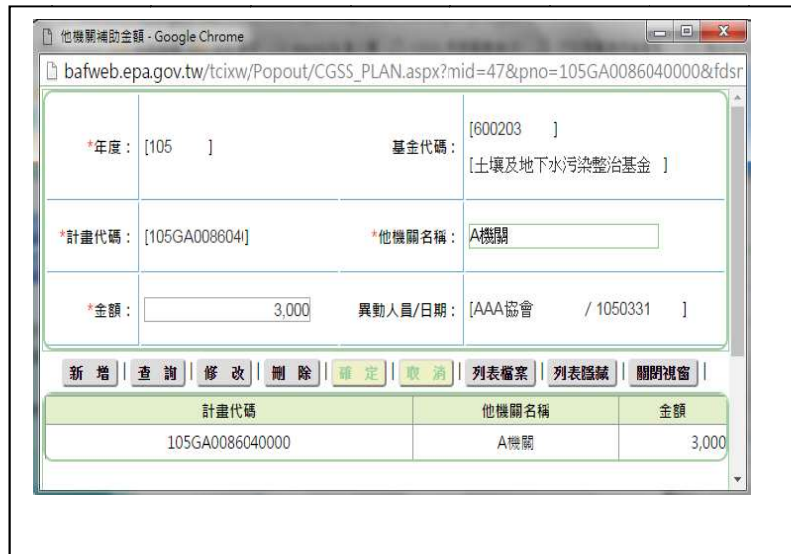 他機關補助金額 - Google Chrome
bafweb.epa.gov.tw/tcixw/Popout/CGSS_PLAN.aspx?mid=47&pno=105GA0086040000&fdsr
*年度： [105 ] 基金代碼： [600203 ]
[土壤及地下水污染整治基金 ]
*計畫代碼： [105GA008604(] *他機關名稱： A機關
*金額： 3,000 異動人員/日期： [AAA協會 / 1050331 ]
新 增 | 查 詢 | 修 改 | 刪 除 | 確 定 | 取 消 | 列表檔案 | 列表隱藏 | 關閉視窗 |
計畫代碼 他機關名稱 金額
105GA0086040000 A機關 3,000